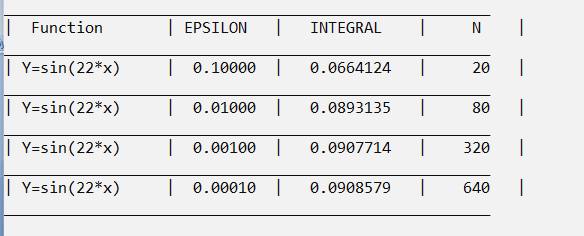 | Function | EPSILON | INTEGRAL | N |
| Y=sin(22*x) | 0.10000 | 0.0664124 | 20 |
| Y=sin(22*x) | 0.01000 | 0.0893135 | 80 |
| Y=sin(22*x) | 0.00100 | 0.0907714 | 320 |
| Y=sin(22*x) | 0.00010 | 0.0908579 | 640 |